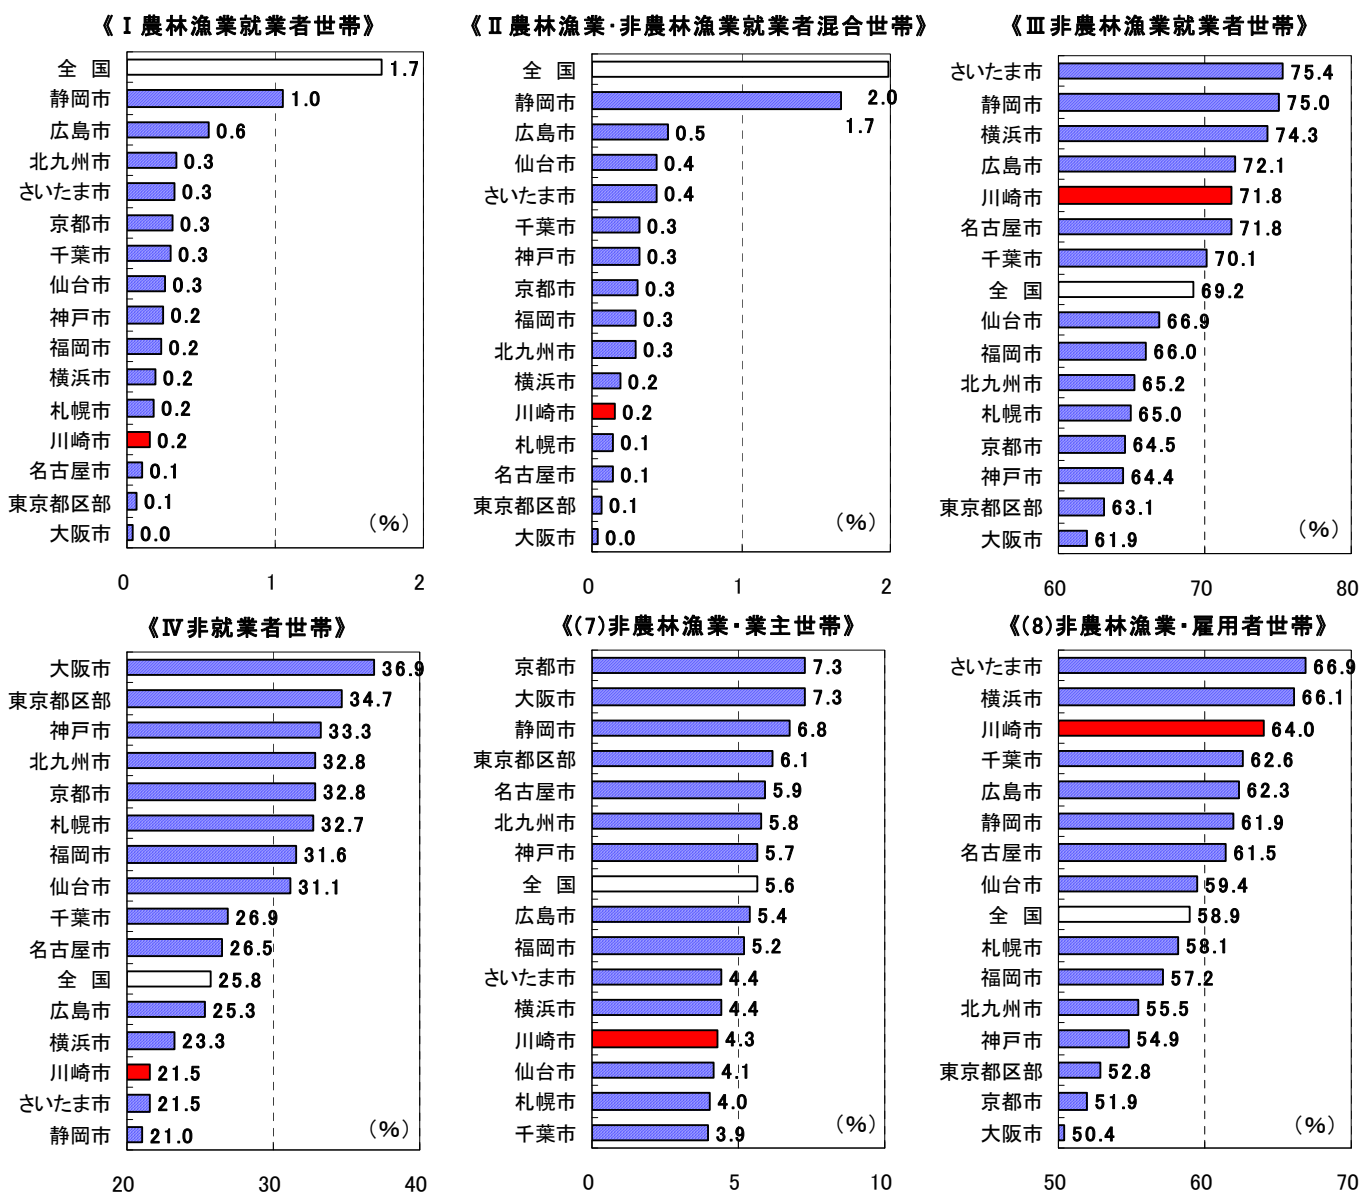 《Ⅰ農林漁業就業者世帯》
全 国 1.7
静岡市 1.0
広島市 0.6
北九州市 0.3
さいたま市 0.3
京都市 0.3
千葉市 0.3
仙台市 0.3
神戸市 0.2
福岡市 0.2
横浜市 0.2
札幌市 0.2
川崎市 0.2
名古屋市 0.1
東京都区部 0.1
大阪市 0.0
（％）
0 1 2
《Ⅱ農林漁業・非農林漁業就業者混合世帯》
全 国 2.0
静岡市 1.7
広島市 0.5
仙台市 0.4
さいたま市 0.4
千葉市 0.3
神戸市 0.3
京都市 0.3
福岡市 0.3
北九州市 0.3
横浜市 0.2
川崎市 0.2
札幌市 0.1
名古屋市 0.1
東京都区部 0.1
大阪市 0.0
（％）
0 1 2
《Ⅲ非農林漁業就業者世帯》
さいたま市 75.4
静岡市 75.0
横浜市 74.3
広島市 72.1
川崎市 71.8
名古屋市 71.8
千葉市 70.1
全 国 69.2
仙台市 66.9
福岡市 66.0
北九州市 65.2
札幌市 65.0
京都市 64.5
神戸市 64.4
東京都区部 63.1
大阪市 61.9
（％）
60 70 80
《Ⅳ非就業者世帯》
大阪市 36.9
東京都区部 34.7
神戸市 33.3
北九州市 32.8
京都市 32.8
札幌市 32.7
福岡市 31.6
仙台市 31.1
千葉市 26.9
名古屋市 26.5
全 国 25.8
広島市 25.3
横浜市 23.3
川崎市 21.5
さいたま市 21.5
静岡市 21.0
（％）
20 30 40
《(7)非農林漁業・業主世帯》
京都市 7.3
大阪市 7.3
静岡市 6.8
東京都区部 6.1
名古屋市 5.9
北九州市 5.8
神戸市 5.7
全 国 5.6
広島市 5.4
福岡市 5.2
さいたま市 4.4
横浜市 4.4
川崎市 4.3
仙台市 4.1
札幌市 4.0
千葉市 3.9
（％）
0 5 10
《(8)非農林漁業・雇用者世帯》
さいたま市 66.9
横浜市 66.1
川崎市 64.0
千葉市 62.6
広島市 62.3
静岡市 61.9
名古屋市 61.5
仙台市 59.4
全 国 58.9
札幌市 58.1
福岡市 57.2
北九州市 55.5
神戸市 54.9
東京都区部 52.8
京都市 51.9
大阪市 50.4
（％）
50 60 70